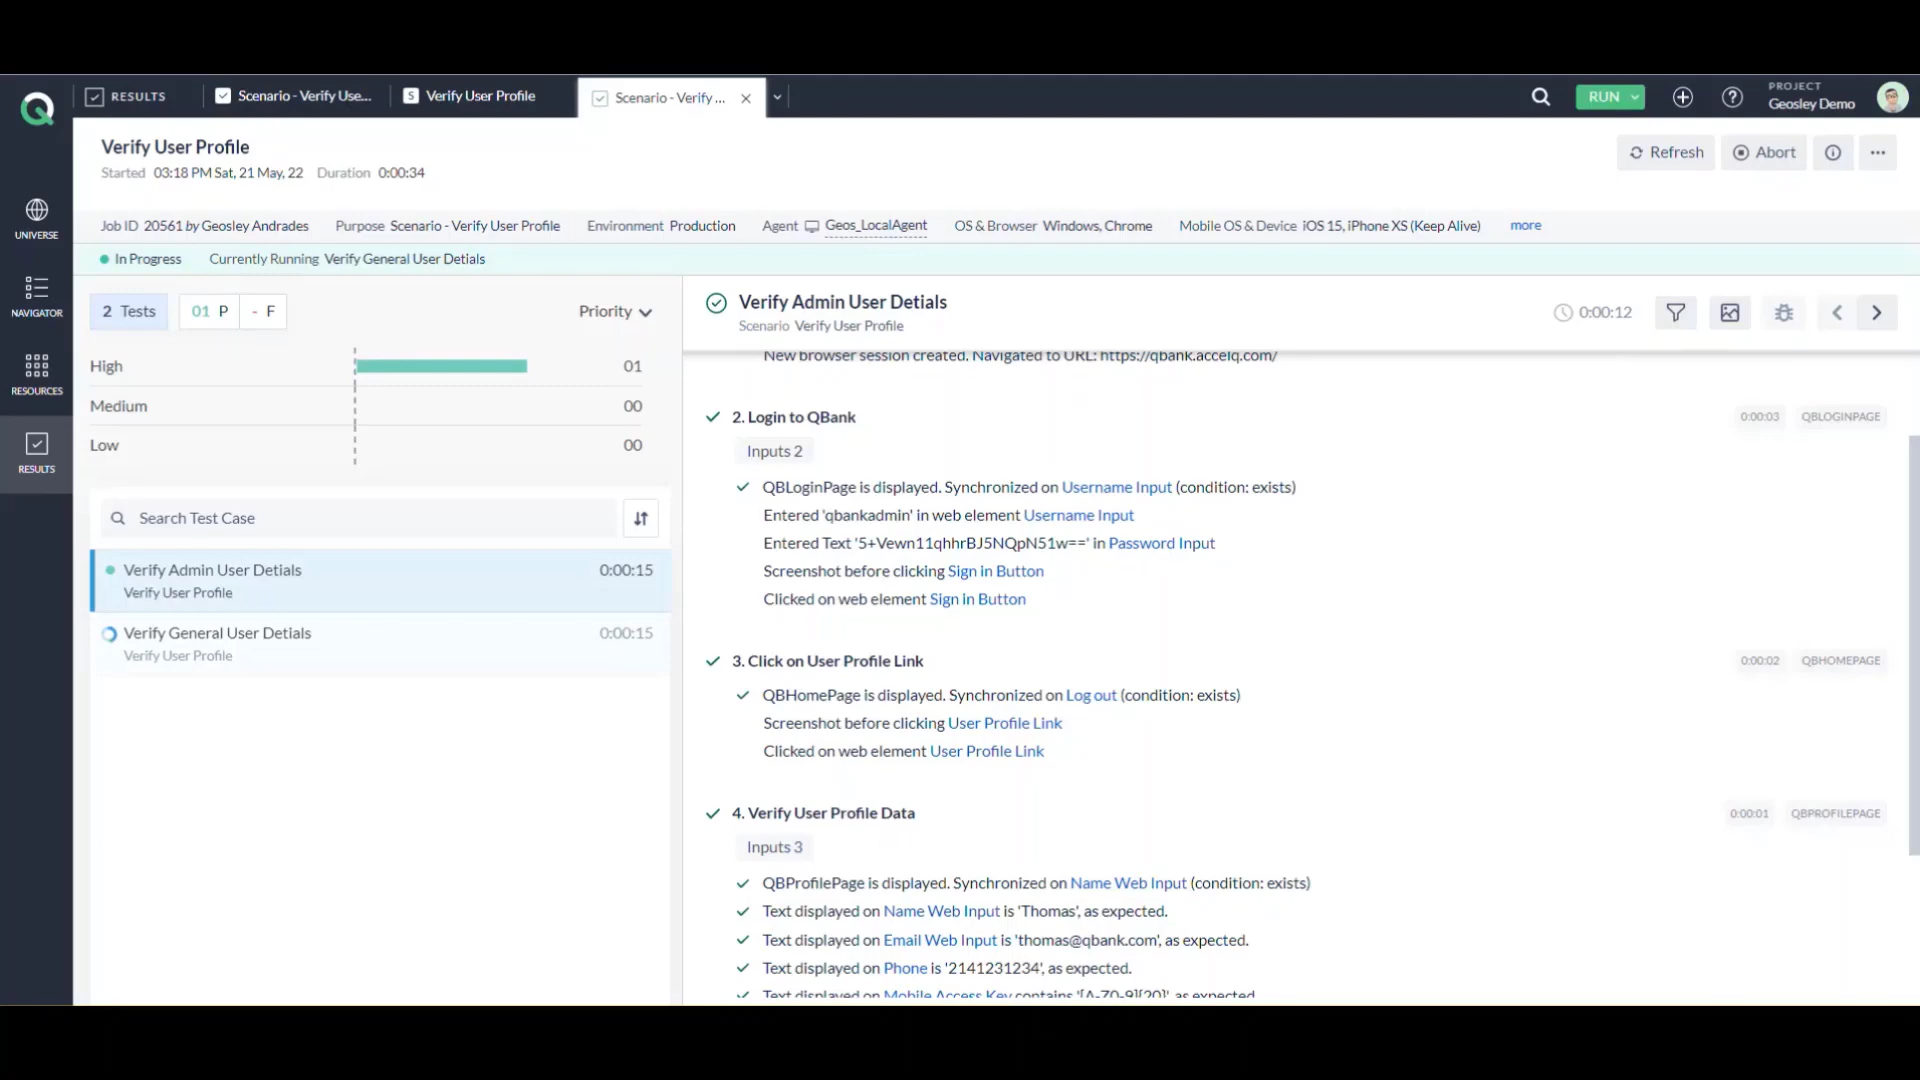 RESULTS
Scenario - Verify Use...
S Verify User Profile
Scenario - Verify ...
RUN
PROJECT
Geosley Demo
Verify User Profile
Started 03:18 PM Sat, 21 May, 22 Duration 0:00:34
Refresh
Abort
Job ID 20561 by Geosley Andrades Purpose Scenario - Verify User Profile Environment Production Agent Geos_LocalAgent OS & Browser Windows, Chrome Mobile OS & Device iOS 15, iPhone XS (Keep Alive) more
In Progress Currently Running Verify General User Detials
UNIVERSE
NAVIGATOR
RESOURCES
RESULTS
2 Tests 01 P - F Priority
High 01
Medium 00
Low 00
Search Test Case
Verify Admin User Detials 0:00:15
Verify User Profile
Verify General User Detials 0:00:15
Verify User Profile
Verify Admin User Detials
Scenario Verify User Profile
0:00:12
New browser session created. Navigated to URL: https://qbank.accelq.com/
2. Login to QBank 0:00:03 QBLOGINPAGE
Inputs 2
QBLoginPage is displayed. Synchronized on Username Input (condition: exists)
Entered 'qbankadmin' in web element Username Input
Entered Text '5+Vewn11qhhrBJ5NQpN51w==' in Password Input
Screenshot before clicking Sign in Button
Clicked on web element Sign in Button
3. Click on User Profile Link 0:00:02 QBHOMEPAGE
QBHomePage is displayed. Synchronized on Log out (condition: exists)
Screenshot before clicking User Profile Link
Clicked on web element User Profile Link
4. Verify User Profile Data 0:00:01 QBPROFILEPAGE
Inputs 3
QBProfilePage is displayed. Synchronized on Name Web Input (condition: exists)
Text displayed on Name Web Input is 'Thomas', as expected.
Text displayed on Email Web Input is 'thomas@qbank.com', as expected.
Text displayed on Phone is '2141231234', as expected.
Text displayed on Mobile Access Key contains '[A-Z0-9]{20}', as expected.